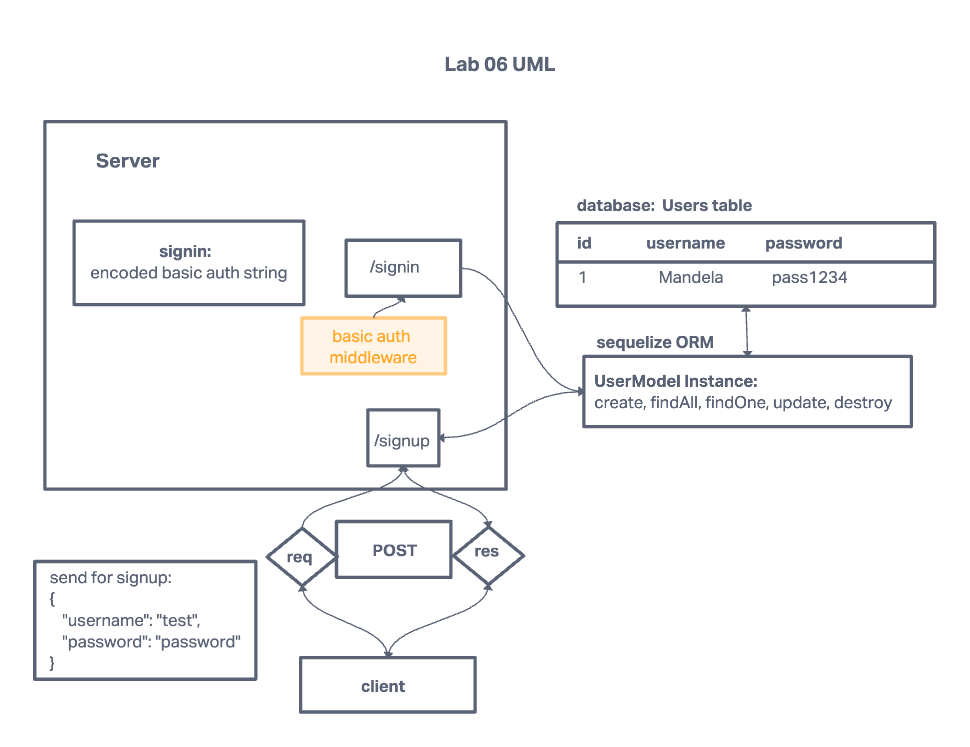 Lab 06 UML
Server
signin:
encoded basic auth string
/signin
basic auth
middleware
/signup
database:  Users table
id username password
1 Mandela pass1234
sequelize ORM
UserModel Instance:
create, findAll, findOne, update, destroy
req
POST
res
send for signup:
{
"username": "test",
"password": "password"
}
client